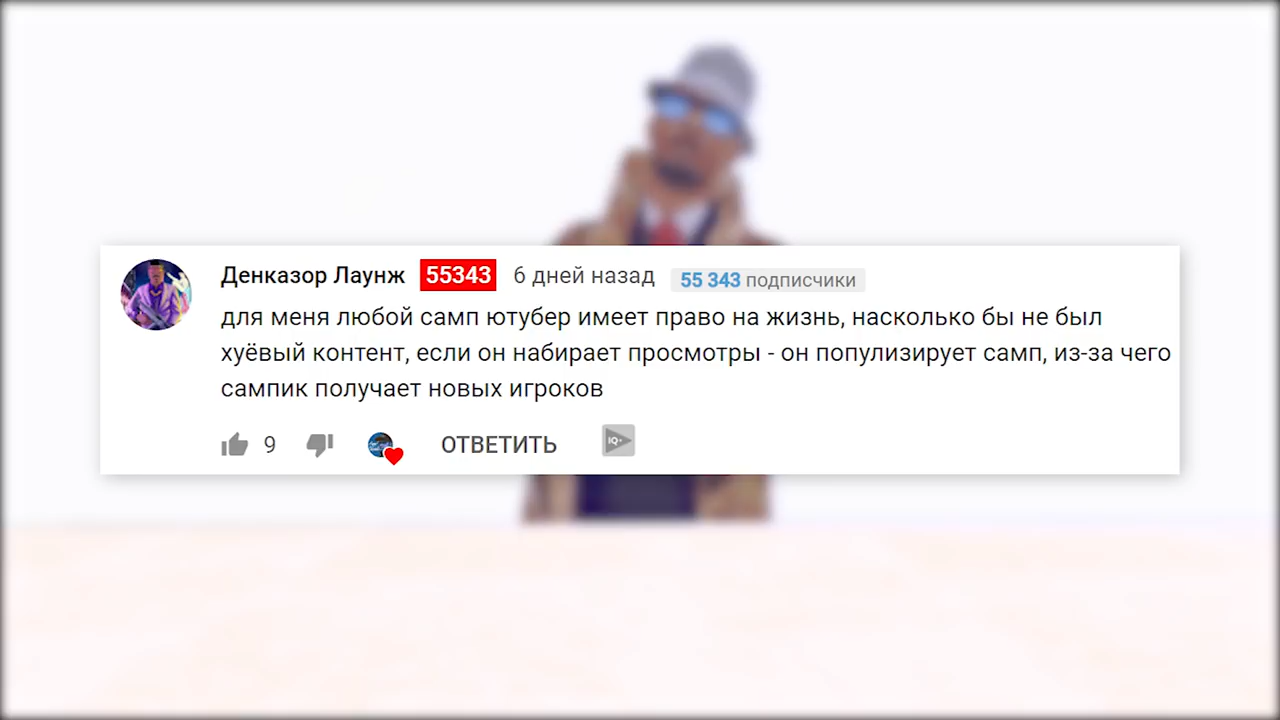 Денказор Лаунж 55343 6 дней назад 55 343 подписчики
для меня любой самп ютубер имеет право на жизнь, насколько бы не был
хуёвый контент, если он набирает просмотры - он популизирует самп, из-за чего
сампик получает новых игроков
9 ОТВЕТИТЬ IQ+